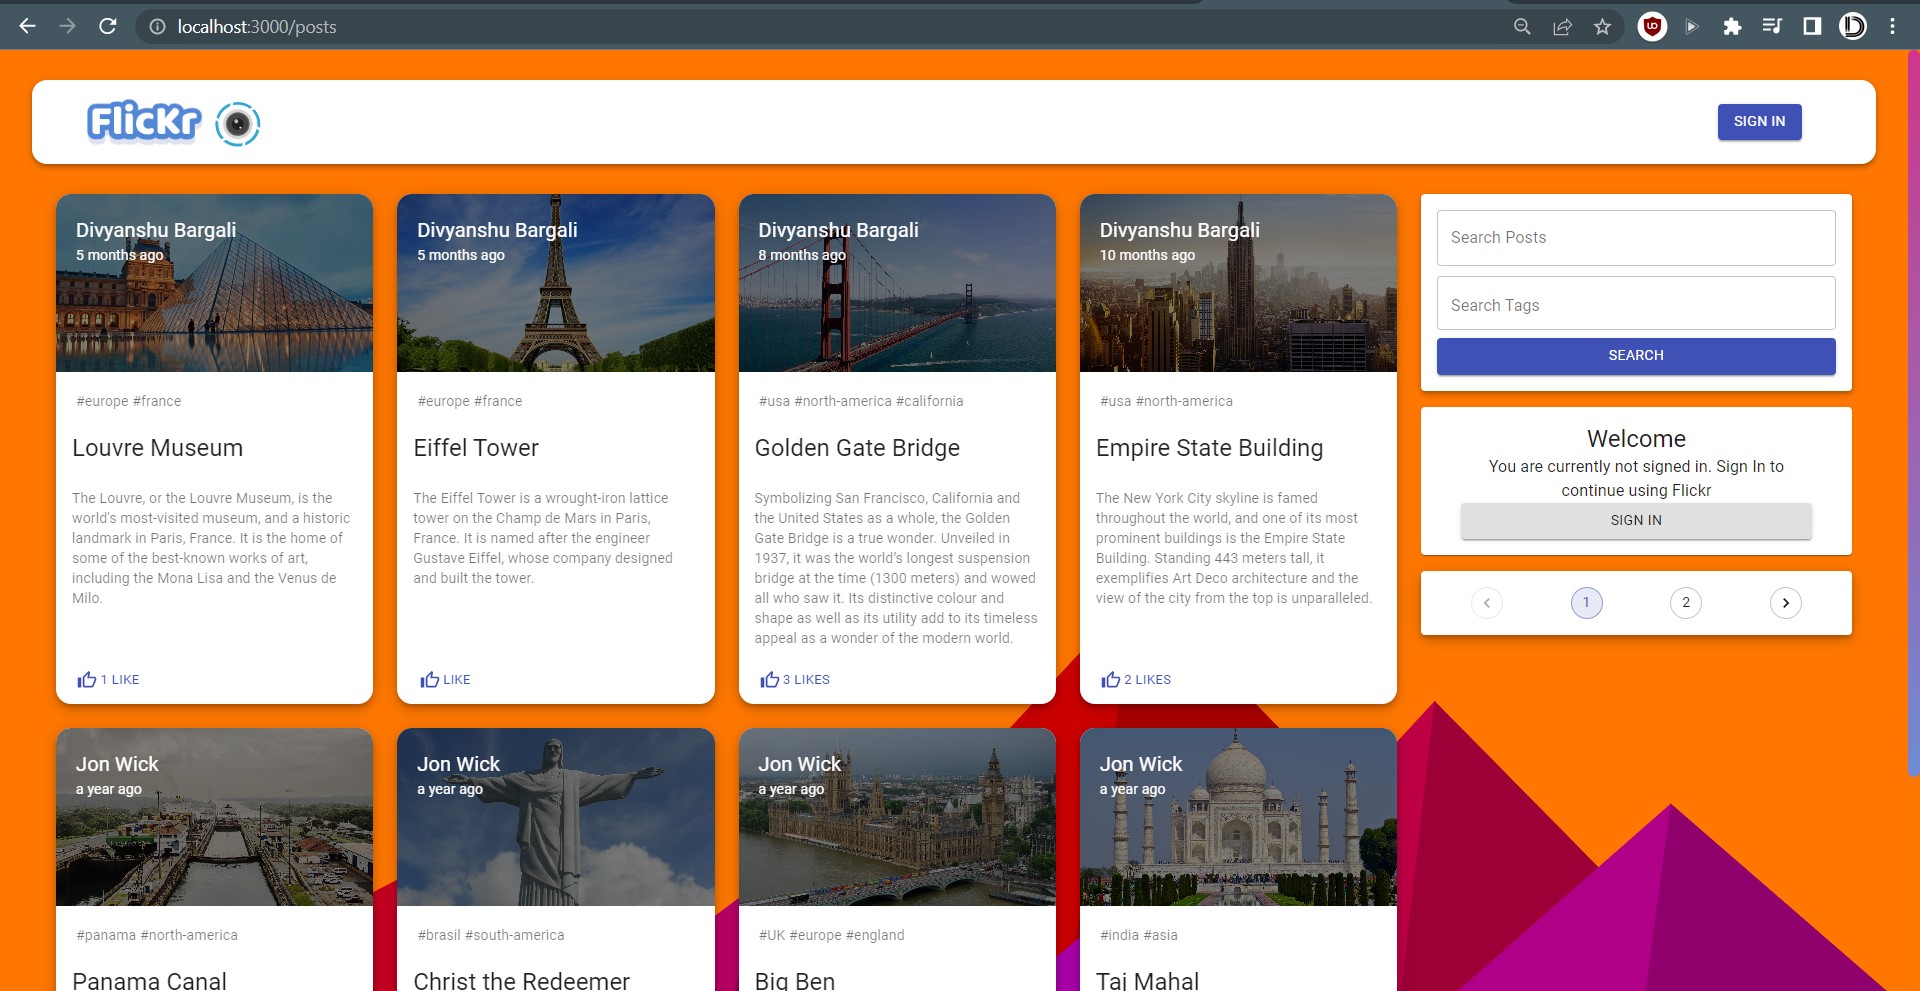 localhost:3000/posts
FlicKr
SIGN IN
Divyanshu Bargali
5 months ago
#europe #france
Louvre Museum
The Louvre, or the Louvre Museum, is the
world's most-visited museum, and a historic
landmark in Paris, France. It is the home of
some of the best-known works of art,
including the Mona Lisa and the Venus de
Milo.
1 LIKE
Divyanshu Bargali
5 months ago
#europe #france
Eiffel Tower
The Eiffel Tower is a wrought-iron lattice
tower on the Champ de Mars in Paris,
France. It is named after the engineer
Gustave Eiffel, whose company designed
and built the tower.
LIKE
Divyanshu Bargali
8 months ago
#usa #north-america #california
Golden Gate Bridge
Symbolizing San Francisco, California and
the United States as a whole, the Golden
Gate Bridge is a true wonder. Unveiled in
1937, it was the world’s longest suspension
bridge at the time (1300 meters) and wowed
all who saw it. Its distinctive colour and
shape as well as its utility add to its timeless
appeal as a wonder of the modern world.
3 LIKES
Divyanshu Bargali
10 months ago
#usa #north-america
Empire State Building
The New York City skyline is famed
throughout the world, and one of its most
prominent buildings is the Empire State
Building. Standing 443 meters tall, it
exemplifies Art Deco architecture and the
view of the city from the top is unparalleled.
2 LIKES
Search Posts
Search Tags
SEARCH
Welcome
You are currently not signed in. Sign In to
continue using Flickr
SIGN IN
1
2
Jon Wick
a year ago
#panama #north-america
Panama Canal
Jon Wick
a year ago
#brasil #south-america
Christ the Redeemer
Jon Wick
a year ago
#UK #europe #england
Big Ben
Jon Wick
a year ago
#india #asia
Taj Mahal